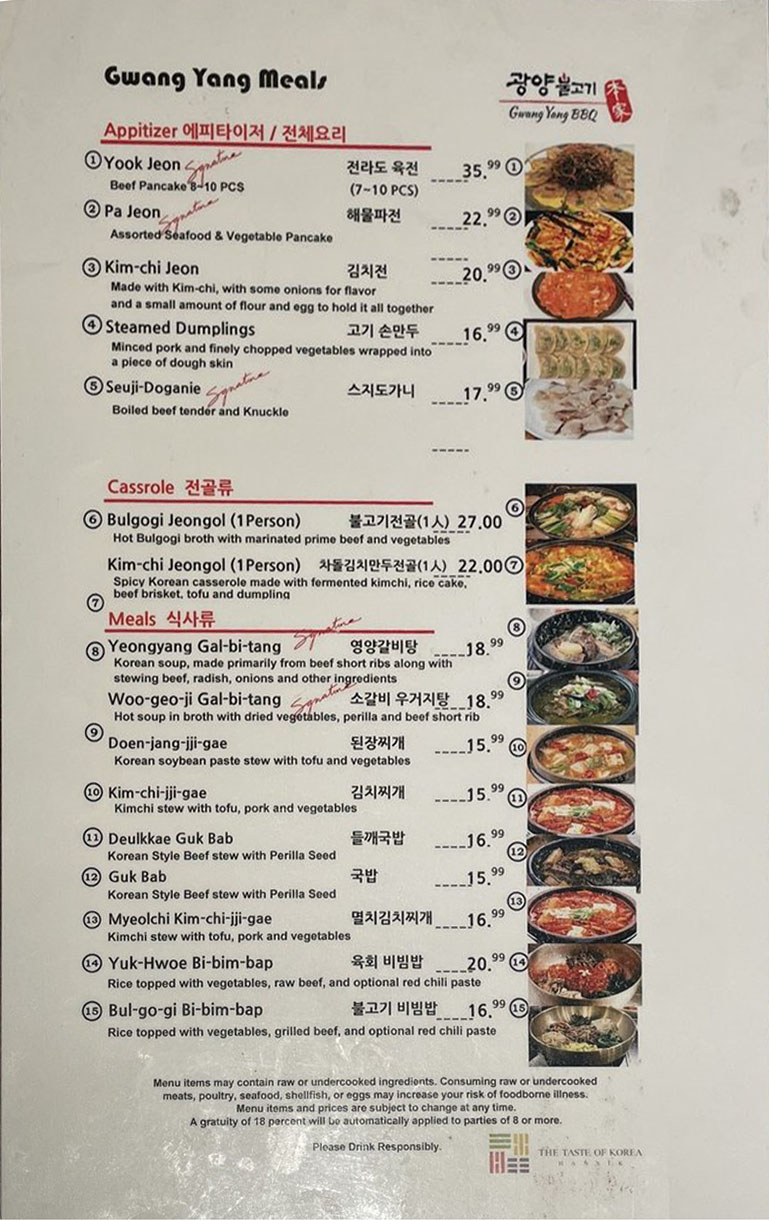 Gwang Yang Meals
광양불고기
本家
Gwang Yang BBQ
Appitizer 에피타이저 / 전체요리
① Yook Jeon Signature 전라도 육전 ____35.99 ①
Beef Pancake 8~10 PCS (7~10 PCS)
② Pa Jeon Signature 해물파전 ____22.99 ②
Assorted Seafood & Vegetable Pancake
③ Kim-chi Jeon 김치전 ____20.99 ③
Made with Kim-chi, with some onions for flavor
and a small amount of flour and egg to hold it all together
④ Steamed Dumplings 고기 손만두 ____16.99 ④
Minced pork and finely chopped vegetables wrapped into
a piece of dough skin
⑤ Seuji-Doganie Signature 스지도가니 ____17.99 ⑤
Boiled beef tender and Knuckle
Cassrole 전골류
⑥ Bulgogi Jeongol (1Person) 불고기전골(1人) 27.00 ⑥
Hot Bulgogi broth with marinated prime beef and vegetables
Kim-chi Jeongol (1Person) 차돌김치만두전골(1人) 22.00 ⑦
Spicy Korean casserole made with fermented kimchi, rice cake,
beef brisket, tofu and dumpling
⑦
Meals 식사류
⑧ Yeongyang Gal-bi-tang Signature 영양갈비탕 ____18.99 ⑧
Korean soup, made primarily from beef short ribs along with
stewing beef, radish, onions and other ingredients
Woo-geo-ji Gal-bi-tang Signature 소갈비 우거지탕 __18.99 ⑨
Hot soup in broth with dried vegetables, perilla and beef short rib
⑨ Doen-jang-jji-gae 된장찌개 ____15.99 ⑩
Korean soybean paste stew with tofu and vegetables
⑩ Kim-chi-jji-gae 김치찌개 ____15.99 ⑪
Kimchi stew with tofu, pork and vegetables
⑪ Deulkkae Guk Bab 들깨국밥 ____16.99 ⑫
Korean Style Beef stew with Perilla Seed
⑫ Guk Bab 국밥 ____15.99
Korean Style Beef stew with Perilla Seed
⑬ Myeolchi Kim-chi-jji-gae 멸치김치찌개 ____16.99 ⑬
Kimchi stew with tofu, pork and vegetables
⑭ Yuk-Hwoe Bi-bim-bap 육회 비빔밥 ____20.99 ⑭
Rice topped with vegetables, raw beef, and optional red chili paste
⑮ Bul-go-gi Bi-bim-bap 불고기 비빔밥____16.99 ⑮
Rice topped with vegetables, grilled beef, and optional red chili paste
Menu items may contain raw or undercooked ingredients. Consuming raw or undercooked
meats, poultry, seafood, shellfish, or eggs may increase your risk of foodborne illness.
Menu items and prices are subject to change at any time.
A gratuity of 18 percent will be automatically applied to parties of 8 or more.
Please Drink Responsibly.
THE TASTE OF KOREA
HANSIK